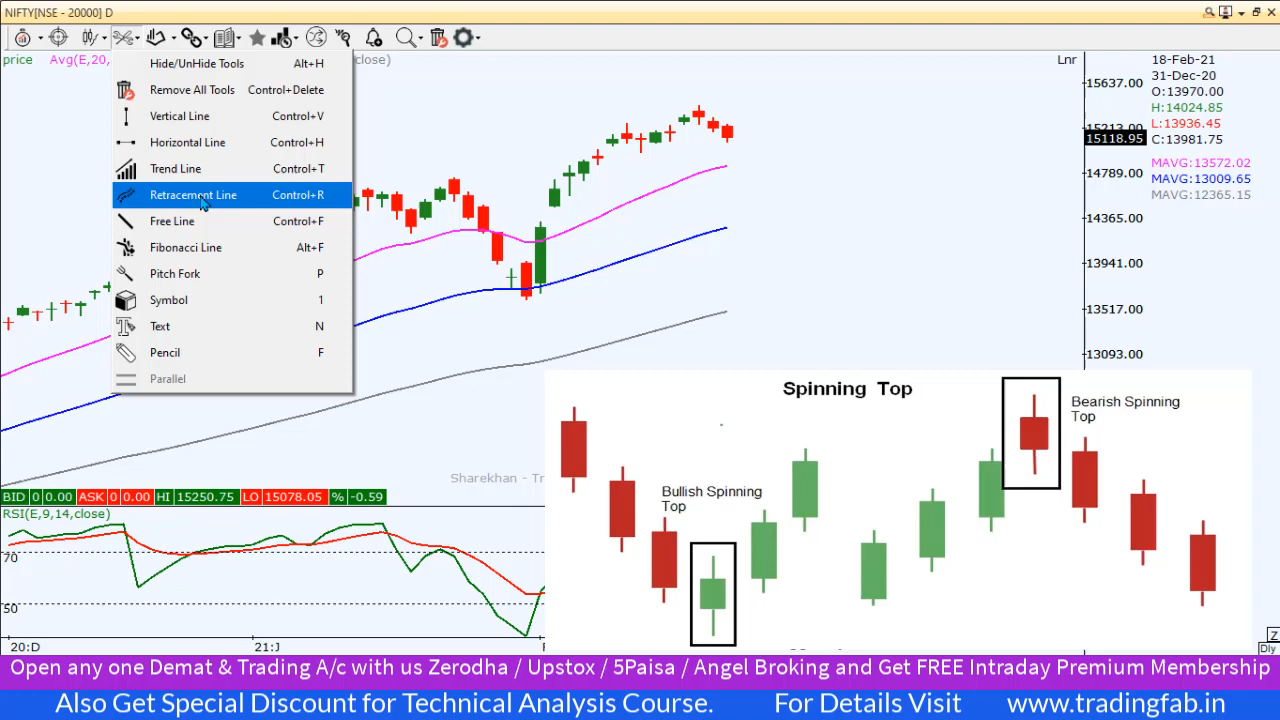 NIFTY[NSE - 20000] D
price Avg(E,20, close) Lnr
18-Feb-21
31-Dec-20
O:13970.00
H:14024.85
L:13936.45
C:13981.75
MAVG:13572.02
MAVG:13009.65
MAVG:12365.15
Hide/UnHide Tools Alt+H
Remove All Tools Control+Delete
Vertical Line Control+V
Horizontal Line Control+H
Trend Line Control+T
Retracement Line Control+R
Free Line Control+F
Fibonacci Line Alt+F
Pitch Fork P
Symbol 1
Text N
Pencil F
Parallel
15637.00
15213.00
15118.95
14789.00
14365.00
13941.00
13517.00
13093.00
Spinning Top
Bearish Spinning
Top
Bullish Spinning
Top
Sharekhan - Tr
BID 0 0.00 ASK 0 0.00 HI 15250.75 LO 15078.05 % -0.59
RSI(E,9,14,close)
70
50
20:D 21:J
Z
Dly
Open any one Demat & Trading A/c with us Zerodha / Upstox / 5Paisa / Angel Broking and Get FREE Intraday Premium Membership
Also Get Special Discount for Technical Analysis Course. For Details Visit www.tradingfab.in